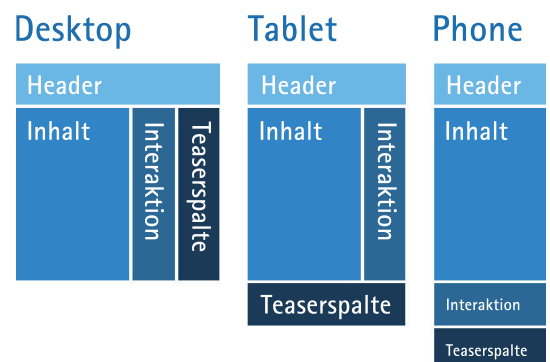 Desktop
Header
Inhalt
Interaktion
Teaserspalte
Tablet
Header
Inhalt
Interaktion
Teaserspalte
Phone
Header
Inhalt
Interaktion
Teaserspalte